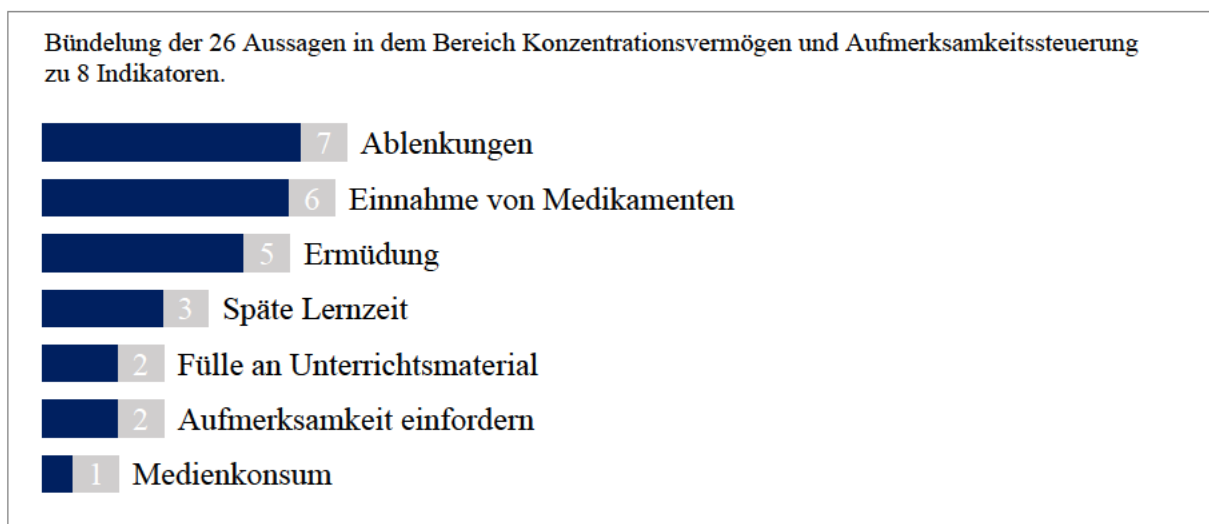 Bündelung der 26 Aussagen in dem Bereich Konzentrationsvermögen und Aufmerksamkeitssteuerung
zu 8 Indikatoren.
7 Ablenkungen
6 Einnahme von Medikamenten
5 Ermüdung
3 Späte Lernzeit
2 Fülle an Unterrichtsmaterial
2 Aufmerksamkeit einfordern
1 Medienkonsum